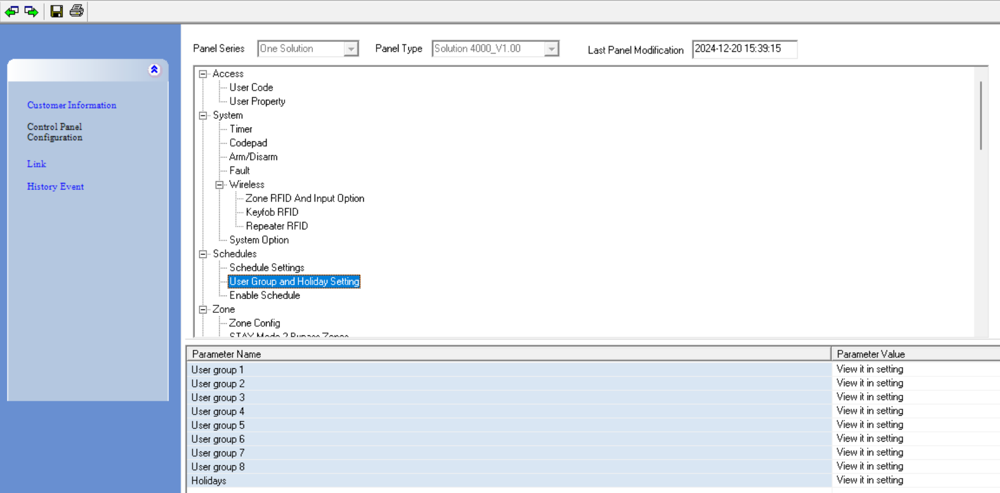 Panel Series One Solution Panel Type Solution 4000_V1.00 Last Panel Modification 2024-12-20 15:39:15
Customer Information
Control Panel
Configuration
Link
History Event
Access
User Code
User Property
System
Timer
Codepad
Arm/Disarm
Fault
Wireless
Zone RFID And Input Option
Keyfob RFID
Repeater RFID
System Option
Schedules
Schedule Settings
User Group and Holiday Setting
Enable Schedule
Zone
Zone Config
STAY Mode 2 Bypass Zones
Parameter Name Parameter Value
User group 1 View it in setting
User group 2 View it in setting
User group 3 View it in setting
User group 4 View it in setting
User group 5 View it in setting
User group 6 View it in setting
User group 7 View it in setting
User group 8 View it in setting
Holidays View it in setting